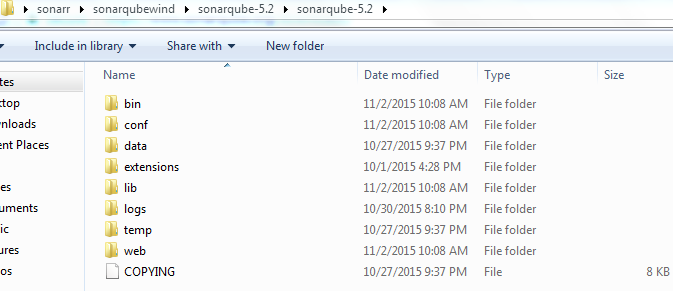 sonarr sonarqubewind sonarqube-5.2 sonarqube-5.2
Include in library Share with New folder
Name Date modified Type Size
bin 11/2/2015 10:08 AM File folder
conf 11/2/2015 10:08 AM File folder
data 10/27/2015 9:37 PM File folder
extensions 10/1/2015 4:28 PM File folder
lib 11/2/2015 10:08 AM File folder
logs 10/30/2015 8:10 PM File folder
temp 10/27/2015 9:37 PM File folder
web 11/2/2015 10:08 AM File folder
COPYING 10/27/2015 9:37 PM File 8 KB
tes
ktop
wnloads
ent Places
es
uments
ic
ures
os